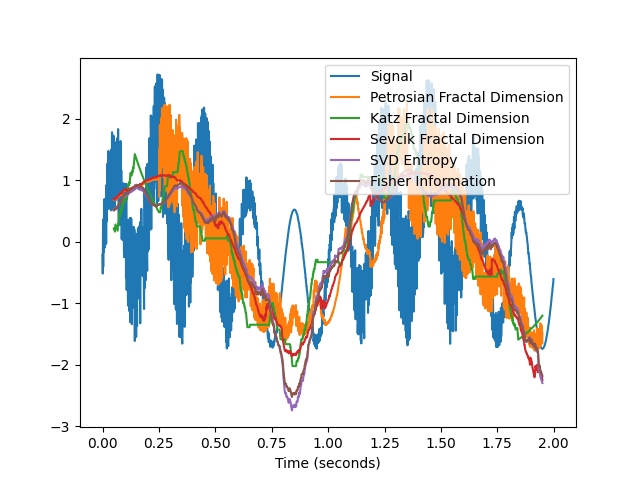 Signal
Petrosian Fractal Dimension
Katz Fractal Dimension
Sevcik Fractal Dimension
SVD Entropy
Fisher Information
2
1
0
−1
−2
−3
0.00 0.25 0.50 0.75 1.00 1.25 1.50 1.75 2.00
Time (seconds)